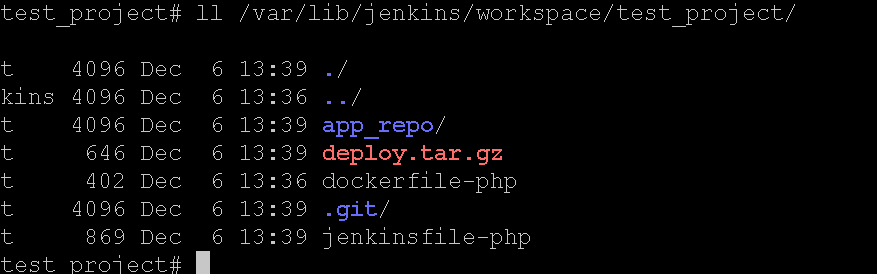 test_project# ll /var/lib/jenkins/workspace/test_project/
t 4096 Dec 6 13:39 ./
kins 4096 Dec 6 13:36 ../
t 4096 Dec 6 13:39 app_repo/
t 646 Dec 6 13:39 deploy.tar.gz
t 402 Dec 6 13:36 dockerfile-php
t 4096 Dec 6 13:39 .git/
t 869 Dec 6 13:39 jenkinsfile-php
test_project#